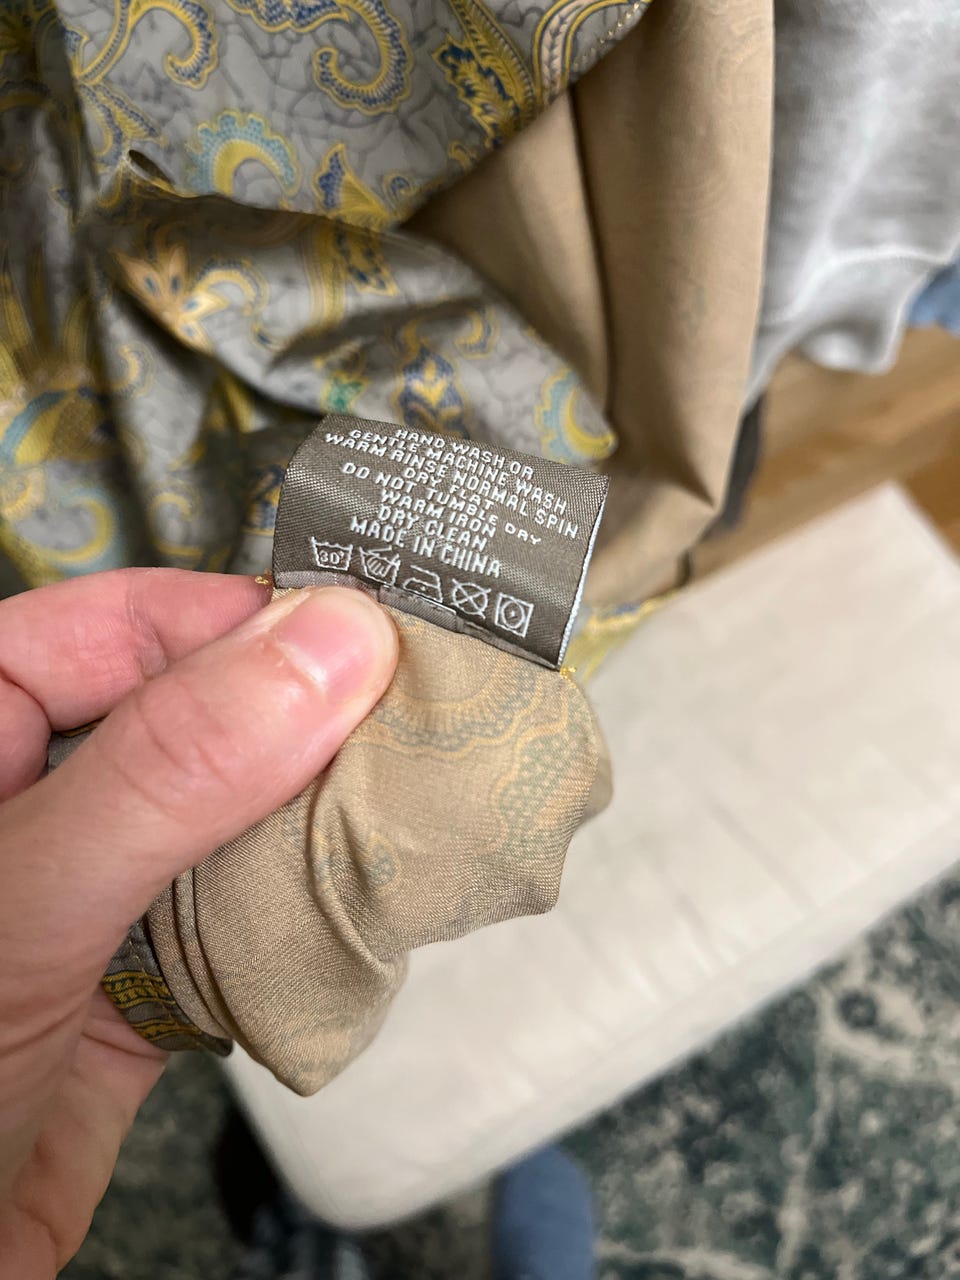 HAND WASH OR
GENTLE MACHINE WASH
WARM RINSE NORMAL SPIN
DRY FLAT
DO NOT TUMBLE DRY
WARM IRON
DRY CLEAN
MADE IN CHINA
30